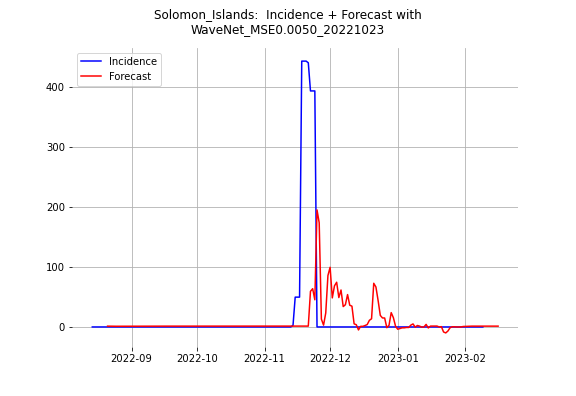 Solomon_Islands:  Incidence + Forecast with
WaveNet_MSE0.0050_20221023
Incidence
Forecast
400
300
200
100
0
2022-09 2022-10 2022-11 2022-12 2023-01 2023-02